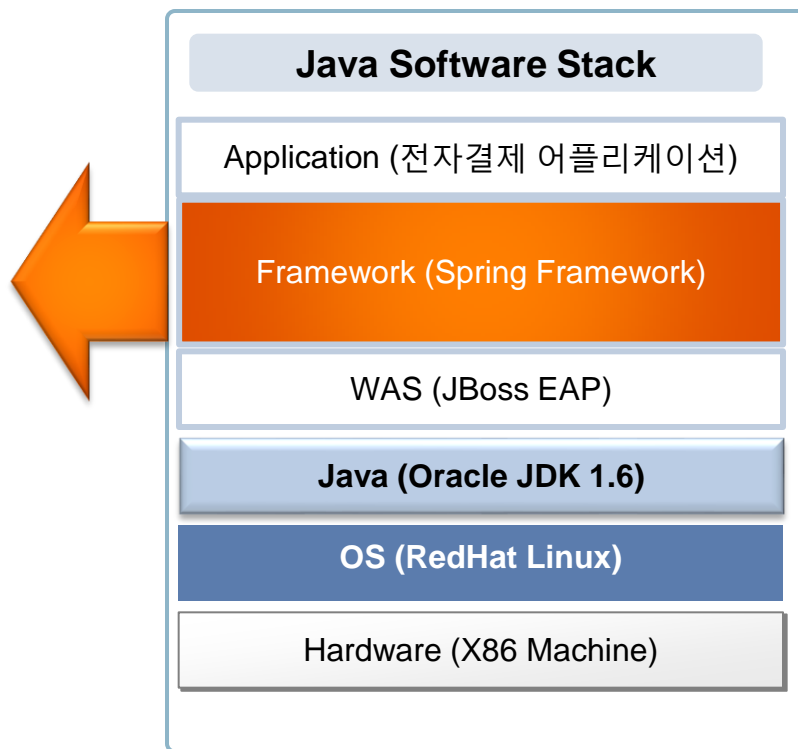 Java Software Stack
Application (전자결제 어플리케이션)
Framework (Spring Framework)
WAS (JBoss EAP)
Java (Oracle JDK 1.6)
OS (RedHat Linux)
Hardware (X86 Machine)